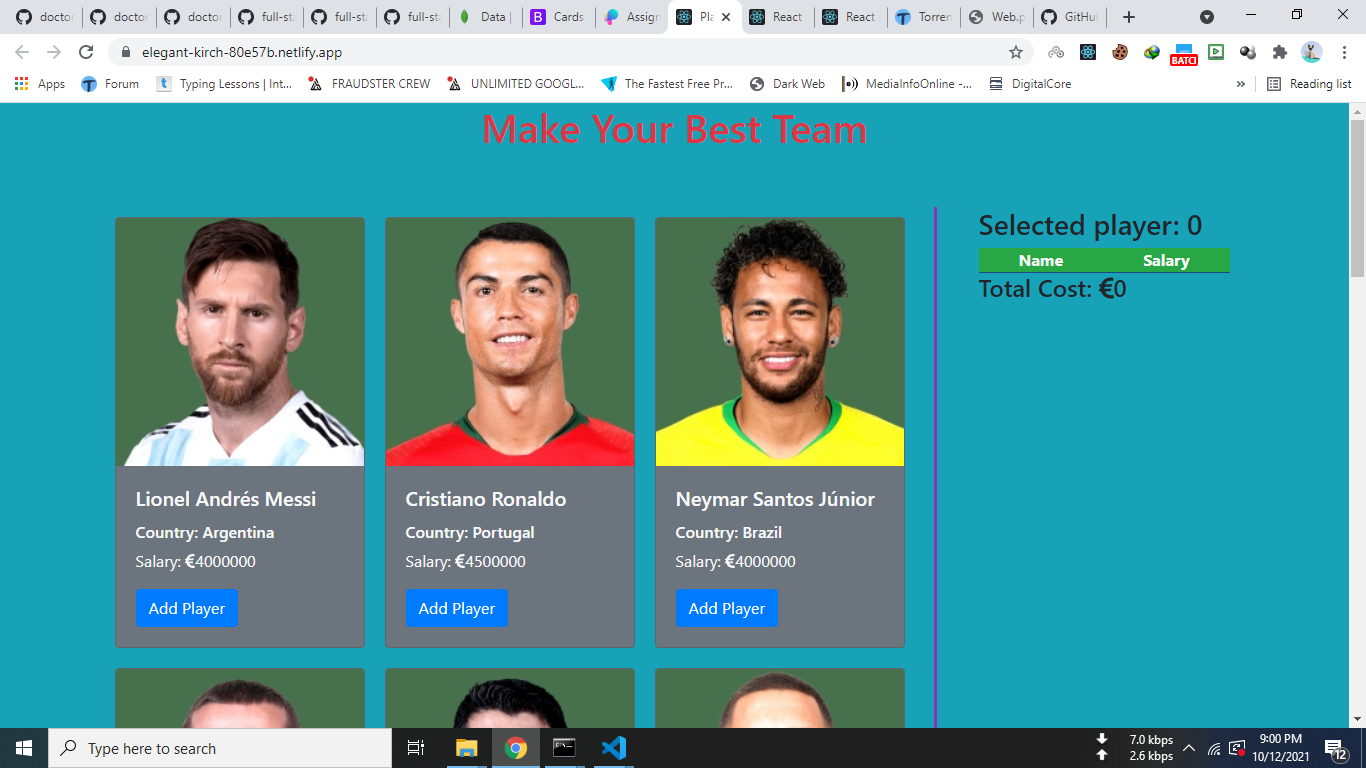 doctor
doctor
doctor
full-sta
full-sta
full-sta
Data |
Cards
Assign
Pla
React
React
Torren
Web.p
GitHub
elegant-kirch-80e57b.netlify.app
BATCI
Apps
Forum
Typing Lessons | Int...
FRAUDSTER CREW
UNLIMITED GOOGL...
The Fastest Free Pr...
Dark Web
MediaInfoOnline -...
DigitalCore
»
Reading list
Make Your Best Team
Lionel Andrés Messi
Country: Argentina
Salary: €4000000
Add Player
Cristiano Ronaldo
Country: Portugal
Salary: €4500000
Add Player
Neymar Santos Júnior
Country: Brazil
Salary: €4000000
Add Player
Selected player: 0
Name Salary
Total Cost: €0
Type here to search
7.0 kbps
2.6 kbps
9:00 PM
10/12/2021
12